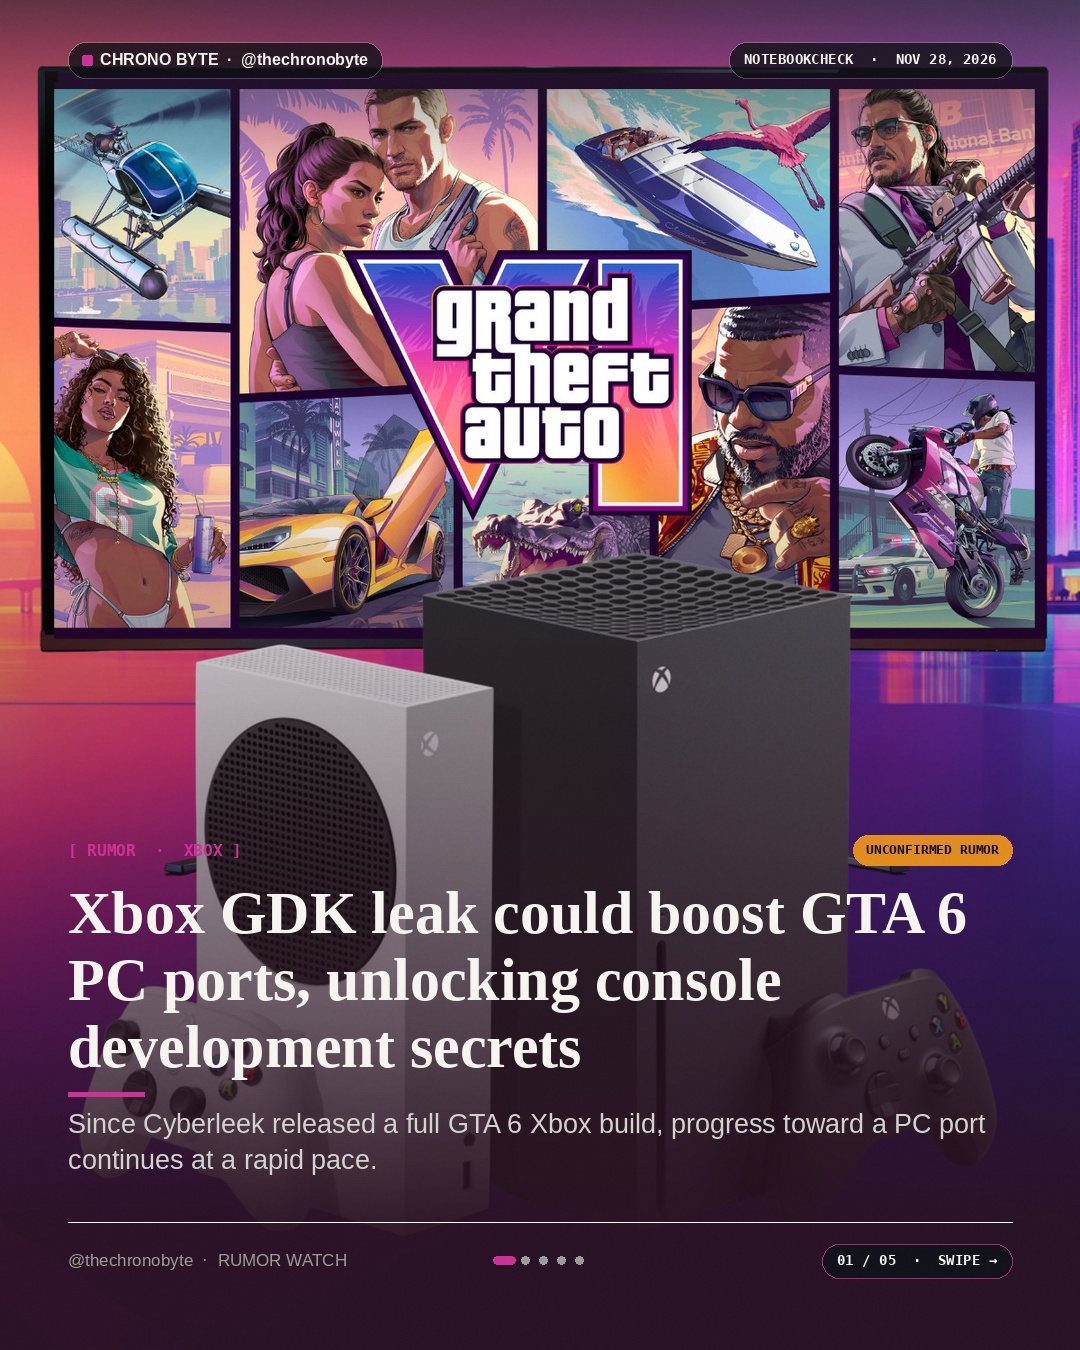 CHRONO BYTE · @thechronobyte
NOTEBOOKCHECK · NOV 28, 2026
grand
theft
auto
VI
[ RUMOR · XBOX ]
UNCONFIRMED RUMOR
Xbox GDK leak could boost GTA 6
PC ports, unlocking console
development secrets
Since Cyberleek released a full GTA 6 Xbox build, progress toward a PC port
continues at a rapid pace.
@thechronobyte · RUMOR WATCH
01 / 05 · SWIPE →